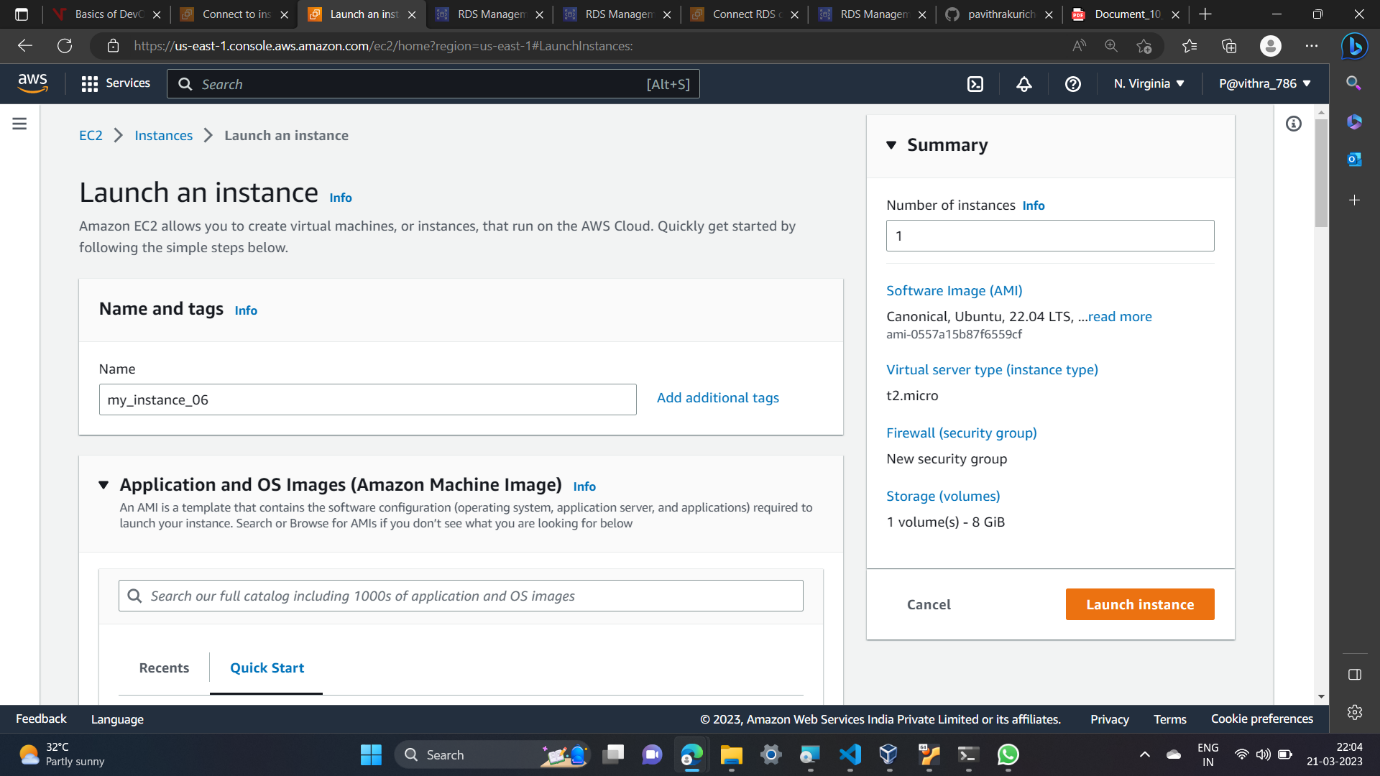 Basics of DevC
Connect to ins
Launch an inst
RDS Managem
RDS Managem
Connect RDS c
RDS Managem
pavithrakurich
Document_10
https://us-east-1.console.aws.amazon.com/ec2/home?region=us-east-1#LaunchInstances:
aws
Services
Search
[Alt+S]
N. Virginia
P@vithra_786
EC2
Instances
Launch an instance
Launch an instance Info
Amazon EC2 allows you to create virtual machines, or instances, that run on the AWS Cloud. Quickly get started by
following the simple steps below.
Name and tags Info
Name
my_instance_06
Add additional tags
Application and OS Images (Amazon Machine Image) Info
An AMI is a template that contains the software configuration (operating system, application server, and applications) required to
launch your instance. Search or Browse for AMIs if you don't see what you are looking for below
Search our full catalog including 1000s of application and OS images
Recents
Quick Start
Summary
Number of instances Info
1
Software Image (AMI)
Canonical, Ubuntu, 22.04 LTS, ...read more
ami-0557a15b87f6559cf
Virtual server type (instance type)
t2.micro
Firewall (security group)
New security group
Storage (volumes)
1 volume(s) - 8 GiB
Cancel
Launch instance
Feedback
Language
© 2023, Amazon Web Services India Private Limited or its affiliates.
Privacy
Terms
Cookie preferences
32°C
Partly sunny
Search
ENG
IN
22:04
21-03-2023